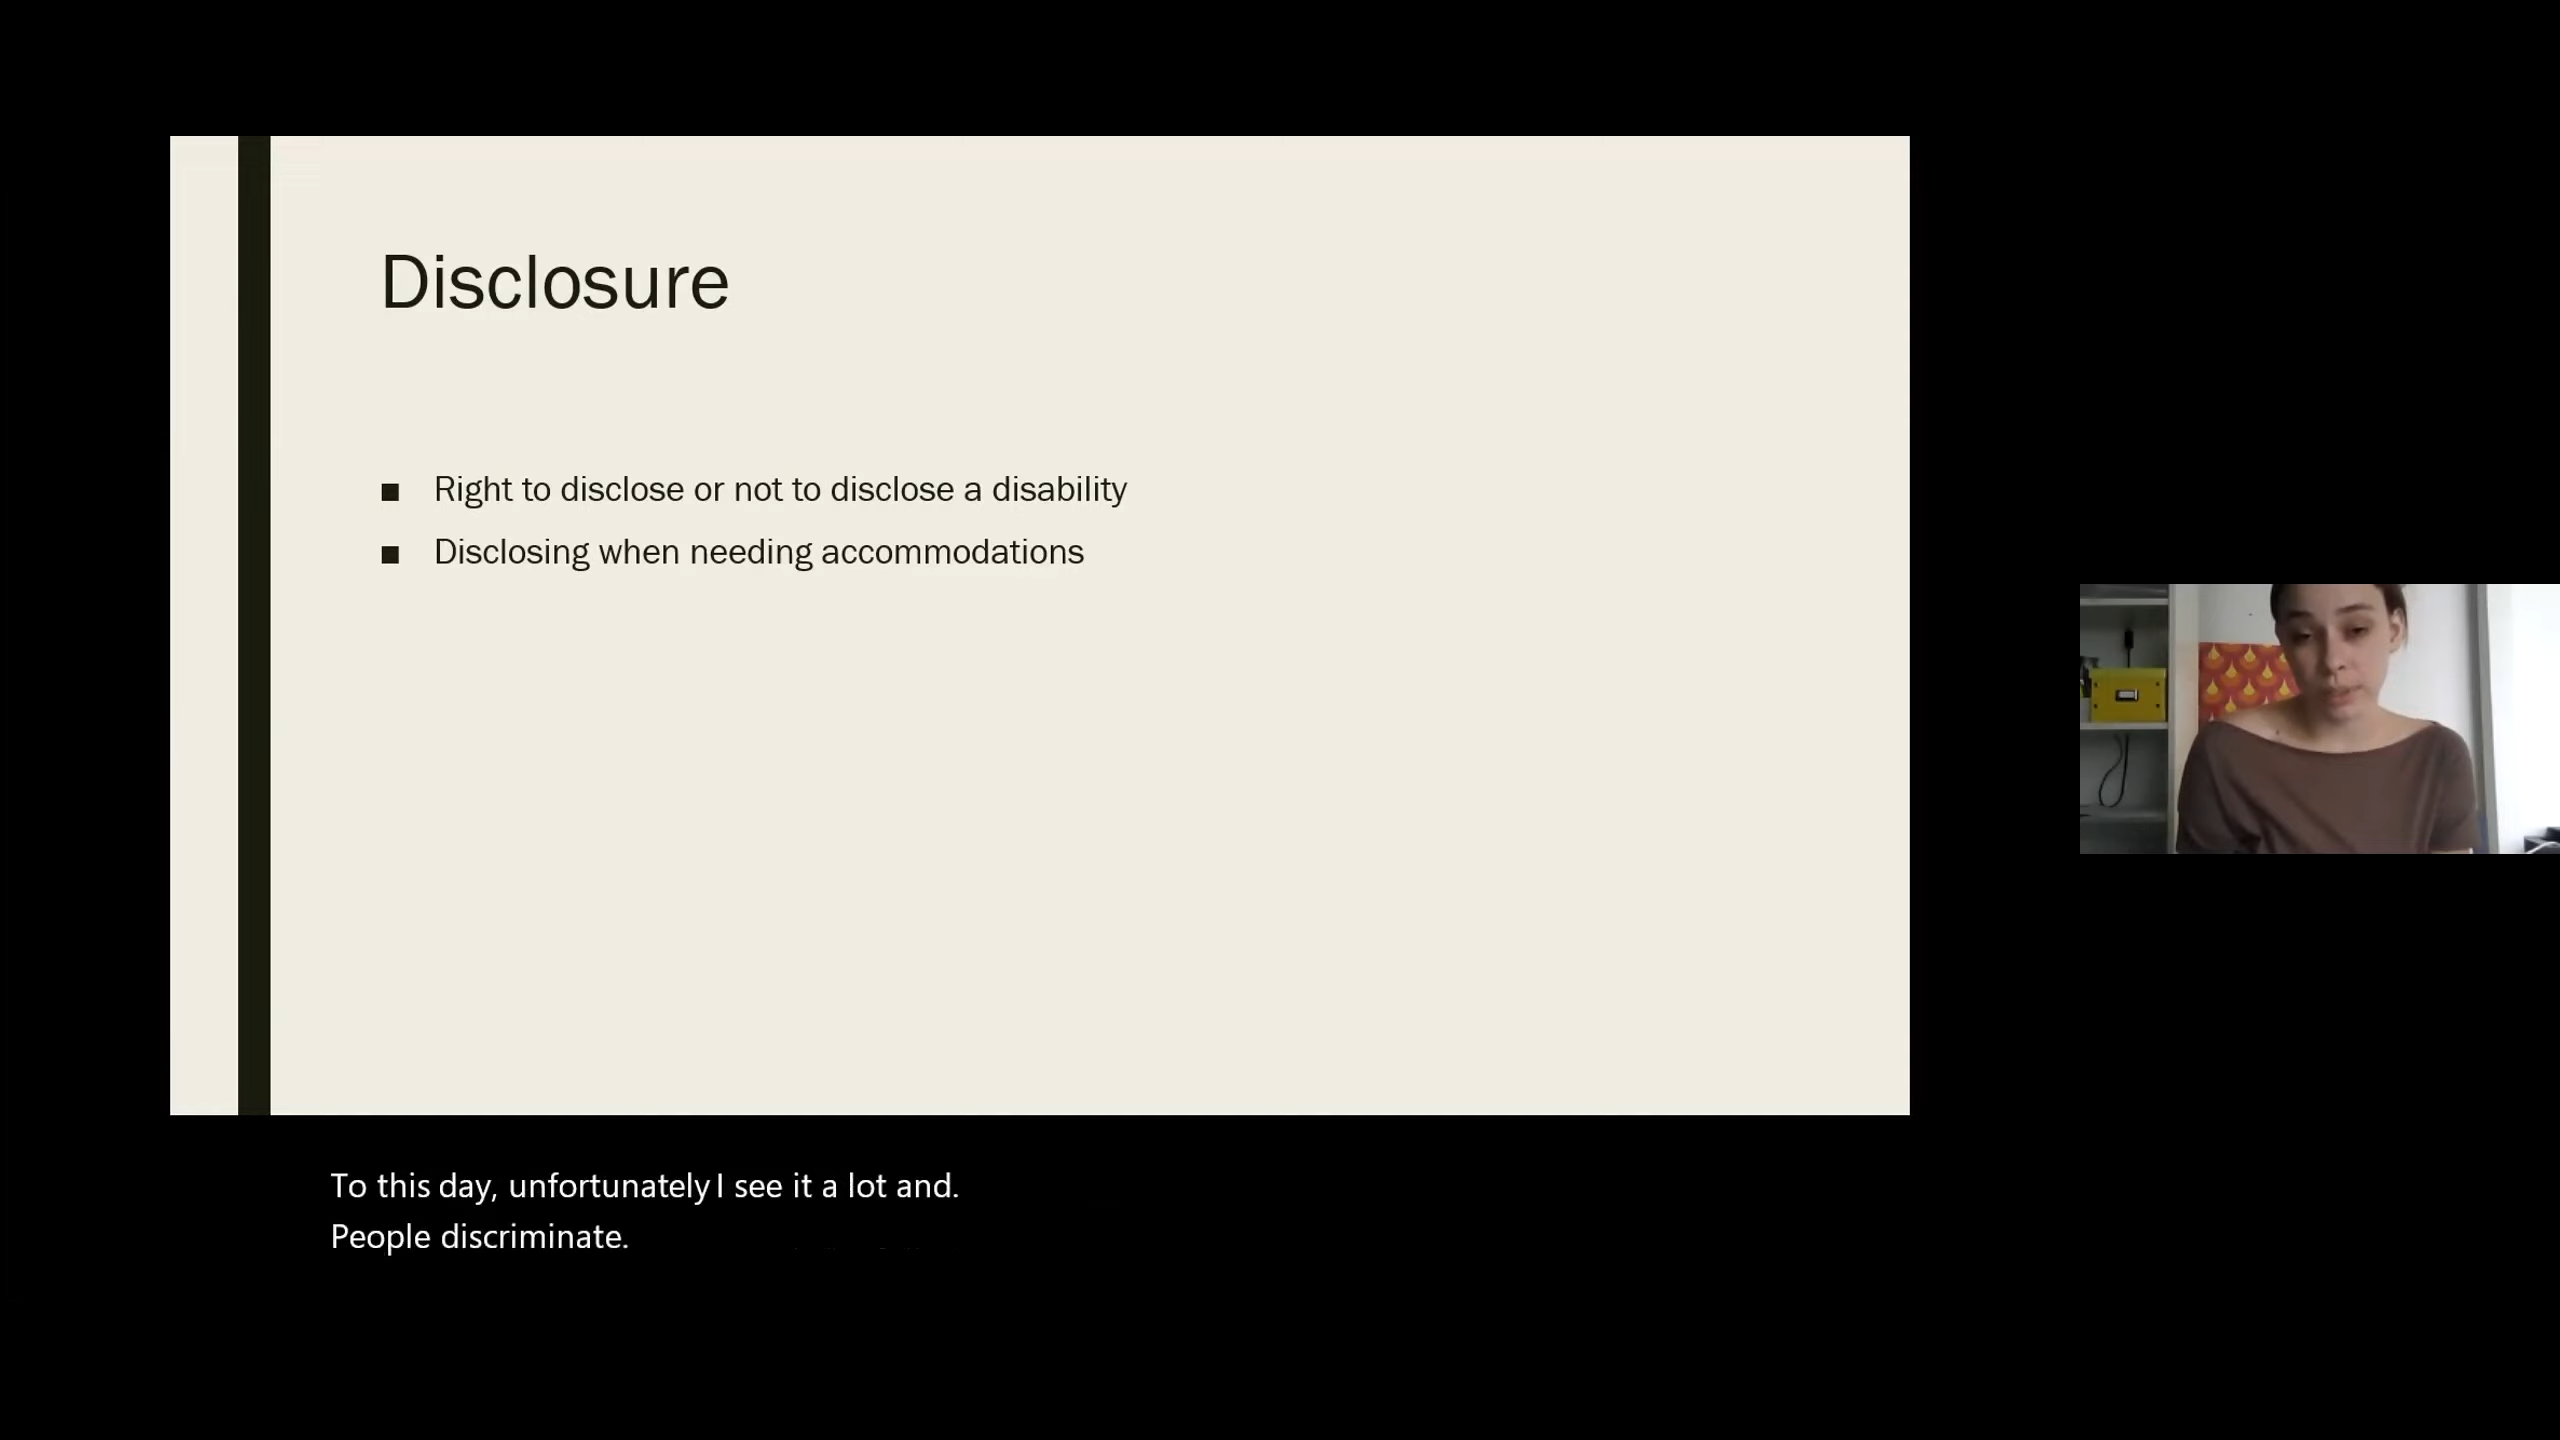 Disclosure
■ Right to disclose or not to disclose a disability
■ Disclosing when needing accommodations
To this day, unfortunately I see it a lot and.
People discriminate.